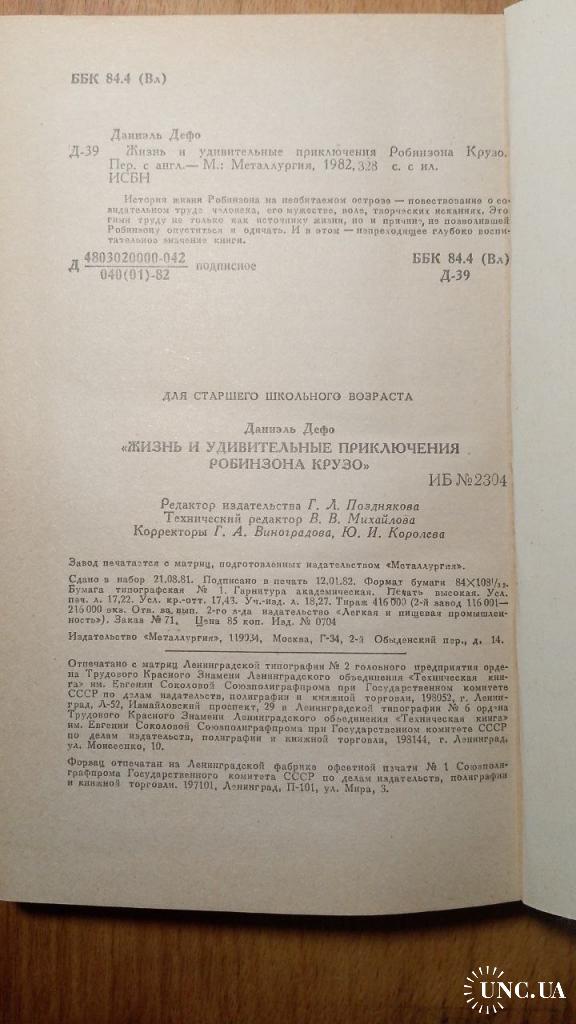 ББК 84.4 (Вл)
Даниэль Дефо
Д-39 Жизнь и удивительные приключения Робинзона Крузо.
Пер. с англ.— М.: Металлургия, 1982, 328 с. с ил.
ИСБН
История жизни Робинзона на необитаемом острове — повествование о со-
зидательном труде человека, его мужестве, воле, творческих исканиях. Это
гимн труду не только как источнику жизни, но и причине, не позволившей
Робинзону опуститься и одичать. И в этом — непреходящее глубоко воспи-
тательное значение книги.
Д 4803020000-042 подписное ББК 84.4 (Вл)
040(01)-82 Д-39
ДЛЯ СТАРШЕГО ШКОЛЬНОГО ВОЗРАСТА
Даниэль Дефо
«ЖИЗНЬ И УДИВИТЕЛЬНЫЕ ПРИКЛЮЧЕНИЯ
РОБИНЗОНА КРУЗО»
ИБ №2304
Редактор издательства Г. Л. Позднякова
Технический редактор В. В. Михайлова
Корректоры Г. А. Виноградова, Ю. И. Королева
Завод печатается с матриц, подготовленных издательством «Металлургия».
Сдано в набор 21.08.81. Подписано в печать 12.01.82. Формат бумаги 84×108 1/32.
Бумага типографская № 1. Гарнитура академическая. Печать высокая. Усл.
печ. л. 17,22. Усл. кр.-отт. 17,43. Уч.-изд. л. 18,27. Тираж 416 000 (2-й завод 116 001—
216 000 экз. Отв. за вып. 2-го з-да издательство «Легкая и пищевая промышлен-
ность»). Заказ № 71. Цена 85 коп. Изд. № 0704
Издательство «Металлургия», 119034, Москва, Г-34, 2-й Обыденский пер., д. 14.
Отпечатано с матриц Ленинградской типографии № 2 головного предприятия орде-
на Трудового Красного Знамени Ленинградского объединения «Техническая кни-
га» им. Евгении Соколовой Союзполиграфпрома при Государственном комитете
СССР по делам издательств, полиграфии и книжной торговли, 198052, г. Ленин-
град, Л-52, Измайловский проспект, 29 в Ленинградской типографии № 6 ордена
Трудового Красного Знамени Ленинградского объединения «Техническая книга»
им. Евгении Соколовой Союзполиграфпрома при Государственном комитете СССР
по делам издательств, полиграфии и книжной торговли, 198144, г. Ленинград,
ул. Моисеенко, 10.
Форзац отпечатан на Ленинградской фабрике офсетной печати № 1 Союзполи-
графпрома Государственного комитета СССР по делам издательств, полиграфии
и книжной торговли. 197101, Ленинград, П-101, ул. Мира, 3.
UNC.UA